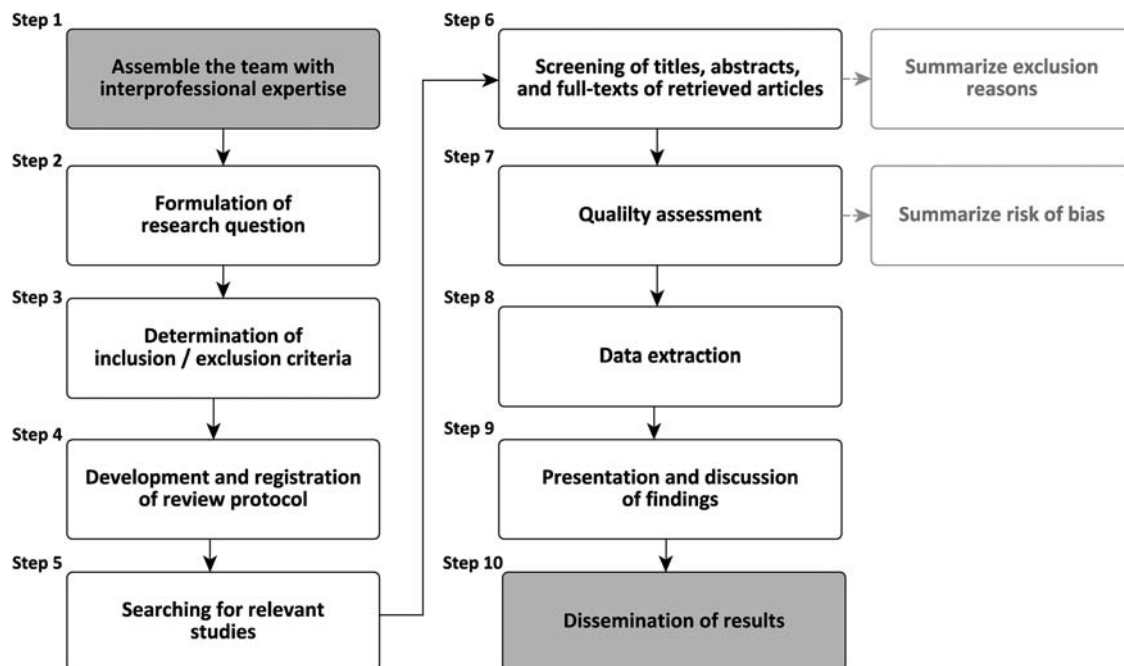 Step 1
Assemble the team with
interprofessional expertise
Step 2
Formulation of
research question
Step 3
Determination of
inclusion / exclusion criteria
Step 4
Development and registration
of review protocol
Step 5
Searching for relevant
studies
Step 6
Screening of titles, abstracts,
and full-texts of retrieved articles
Summarize exclusion
reasons
Step 7
Qualilty assessment
Summarize risk of bias
Step 8
Data extraction
Step 9
Presentation and discussion
of findings
Step 10
Dissemination of results